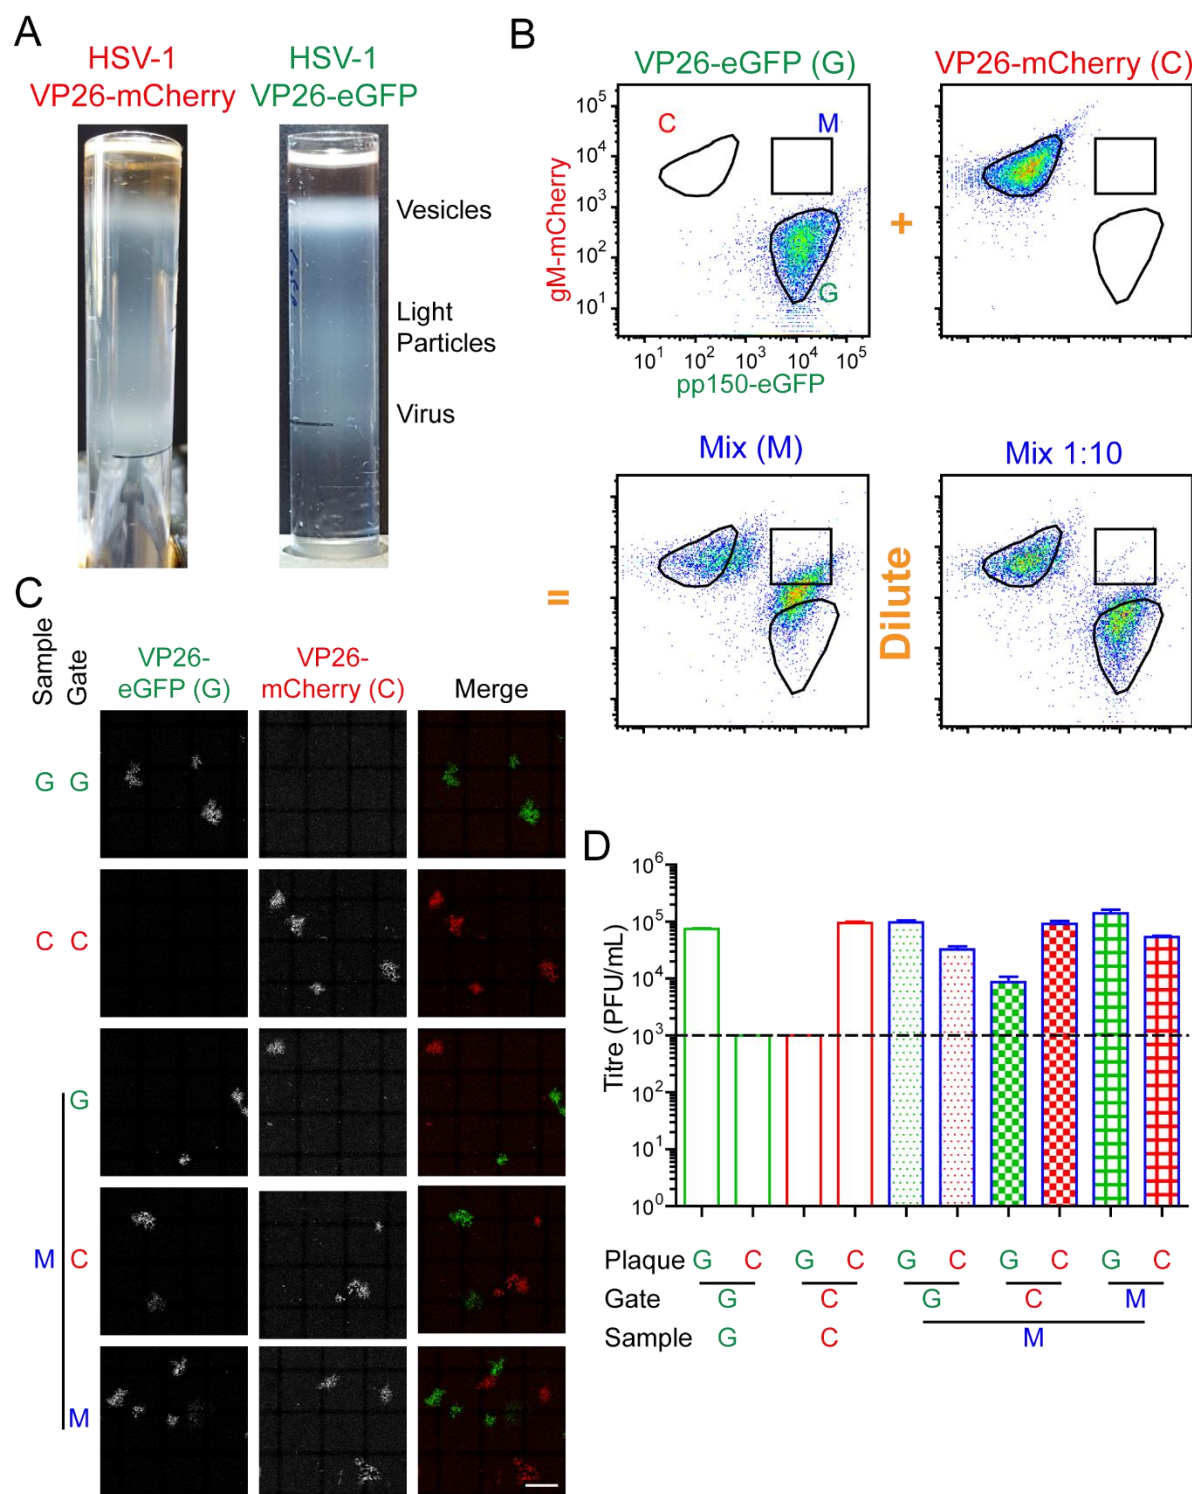 A
HSV-1
VP26-mCherry
HSV-1
VP26-eGFP
Vesicles
Light
Particles
Virus
B
VP26-eGFP (G)
VP26-mCherry (C)
gM-mCherry
10^5
10^4
10^3
10^2
10^1
C
M
G
10^1 10^2 10^3 10^4 10^5
pp150-eGFP
+
=
Mix (M)
Mix 1:10
Dilute
C
Sample
Gate
VP26-
eGFP (G)
VP26-
mCherry (C)
Merge
G G
C C
G
M C
M
D
Titre (PFU/mL)
10^6
10^5
10^4
10^3
10^2
10^1
10^0
Plaque G C G C G C G C G C
Gate G C G C M
Sample G C M